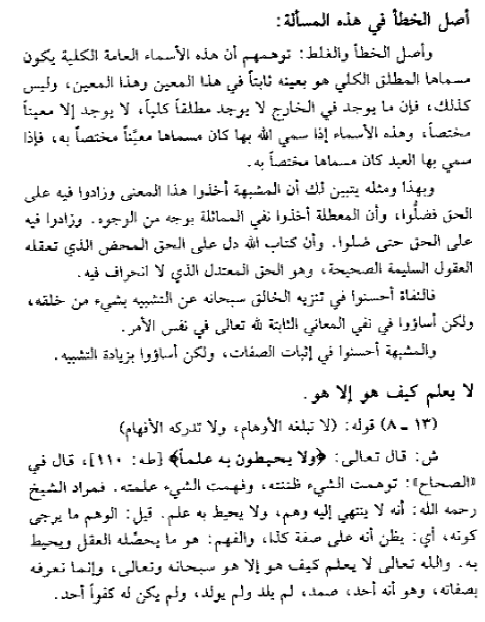 أصل الخطأ في هذه المسألة:
وأصل الخطأ والغلط: توهمهم أن هذه الأسماء العامة الكلية يكون
مسماها المطلق الكلي هو بعينه ثابتاً في هذا المعين وهذا المعين، وليس
كذلك، فإن ما يوجد في الخارج لا يوجد مطلقاً كلياً، لا يوجد إلا معيناً
مختصاً، وهذه الأسماء إذا سمي الله بها كان مسماها معيَّناً مختصاً به، فإذا
سمي بها العبد كان مسماها مختصاً به.
وبهذا ومثله يتبين لك أن المشبهة أخذوا هذا المعنى وزادوا فيه على
الحق فضلُّوا، وأن المعطلة أخذوا نفي المماثلة بوجه من الوجوه. وزادوا فيه
على الحق حتى ضلوا. وأن كتاب الله دل على الحق المحض الذي تعقله
العقول السليمة الصحيحة، وهو الحق المعتدل الذي لا انحراف فيه.
فالنفاة أحسنوا في تنزيه الخالق سبحانه عن التشبيه بشيء من خلقه،
ولكن أساؤوا في نفي المعاني الثابتة لله تعالى في نفس الأمر.
والمشبهة أحسنوا في إثبات الصفات، ولكن أساؤوا بزيادة التشبيه.
لا يعلم كيف هو إلا هو.
(١٣ ـ ٨) قوله: (لا تبلغه الأوهام، ولا تدركه الأفهام)
ش: قال تعالى: ﴿ولا يحيطون به علماً﴾ [طه: ١١٠]، قال في
«الصحاح»: توهمت الشيء ظننته، وفهمت الشيء علمته. فمراد الشيخ
رحمه الله: أنه لا ينتهي إليه وهم، ولا يحيط به علم. قيل: الوهم ما يرجى
كونه، أي: يظن أنه على صفة كذا، والفهم: هو ما يحصِّله العقل ويحيط
به. والله تعالى لا يعلم كيف هو إلا هو سبحانه وتعالى، وإنما نعرفه
بصفاته، وهو أنه أحد، صمد، لم يلد ولم يولد، ولم يكن له كفواً أحد.